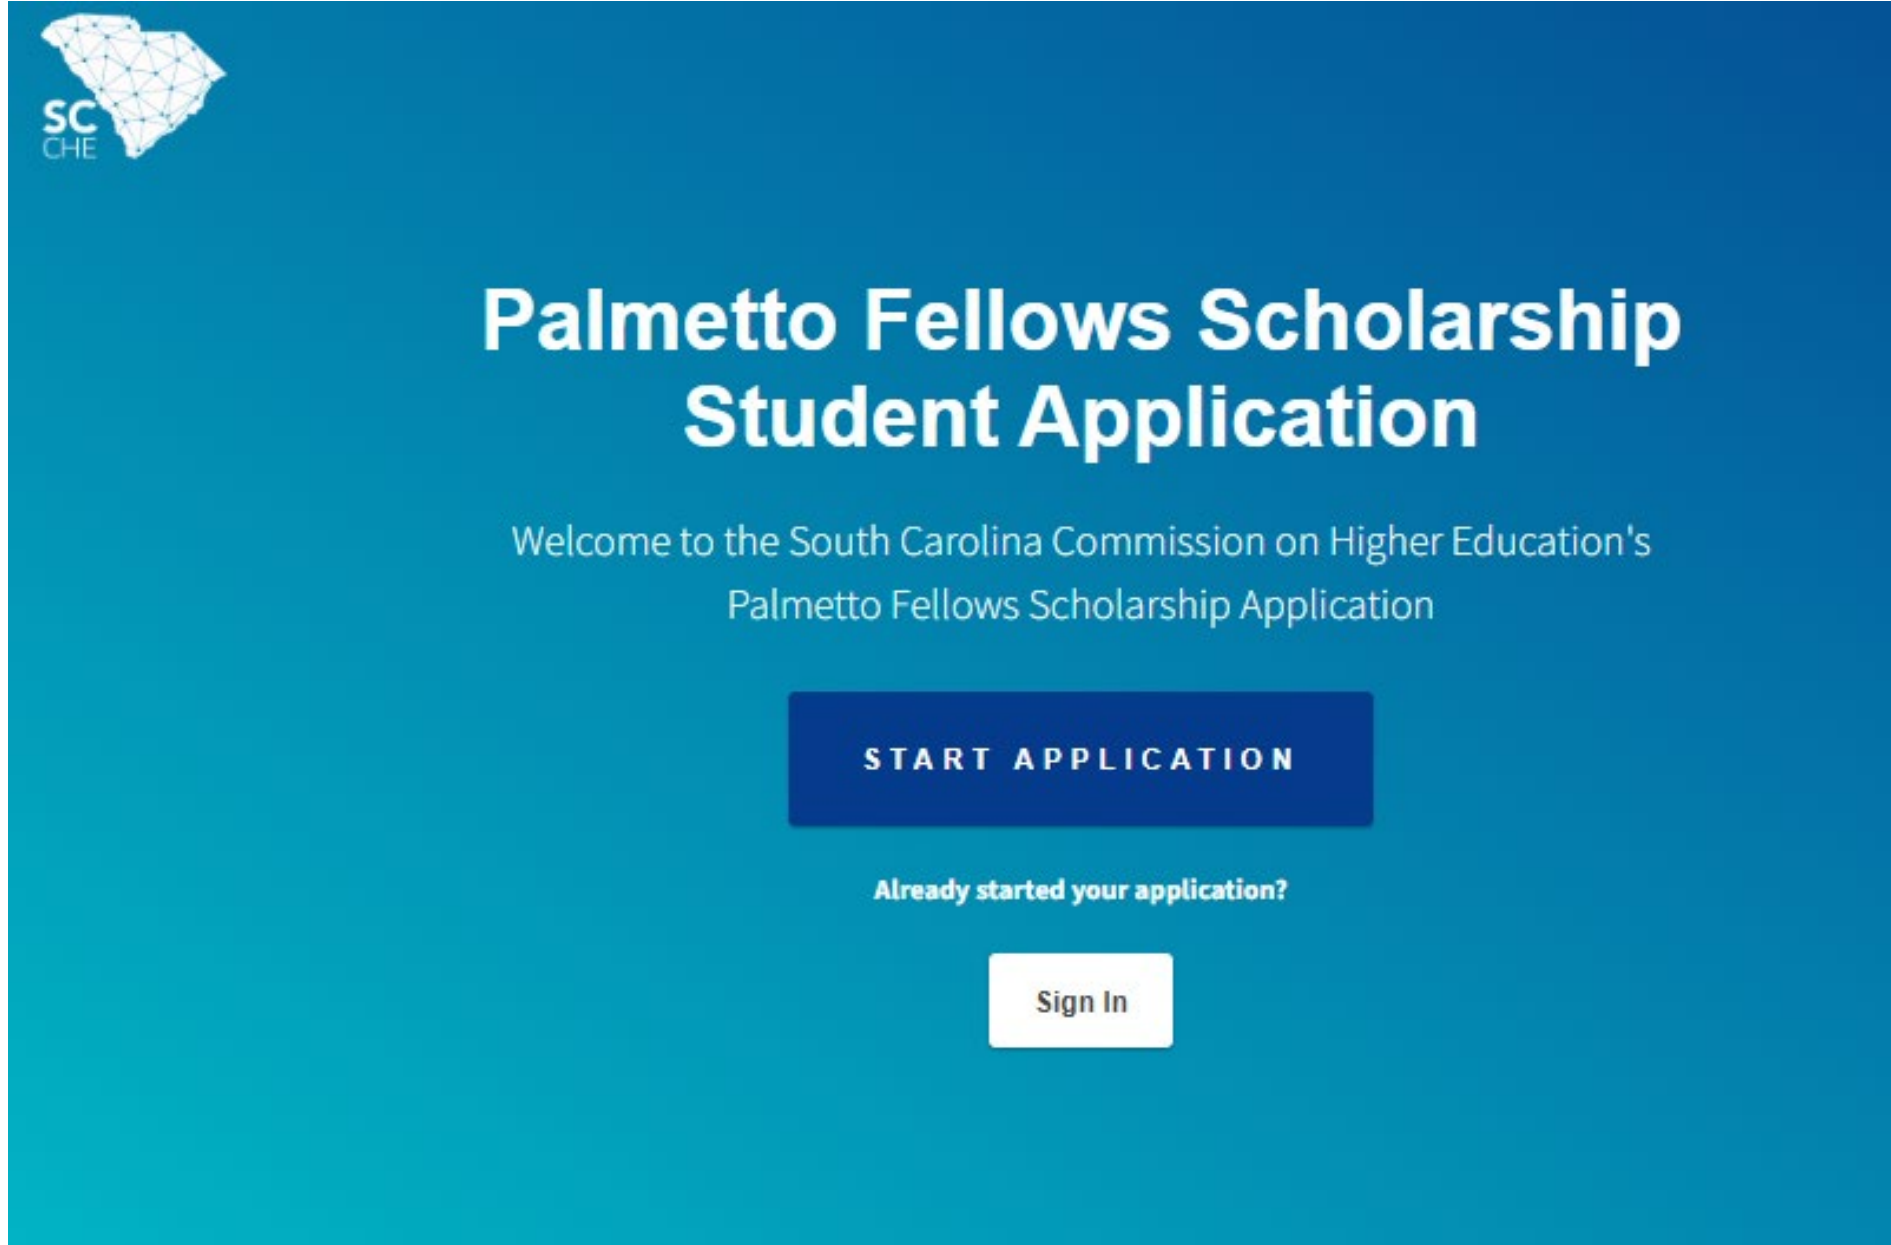 SC
CHE
Palmetto Fellows Scholarship
Student Application
Welcome to the South Carolina Commission on Higher Education's
Palmetto Fellows Scholarship Application
START APPLICATION
Already started your application?
Sign In